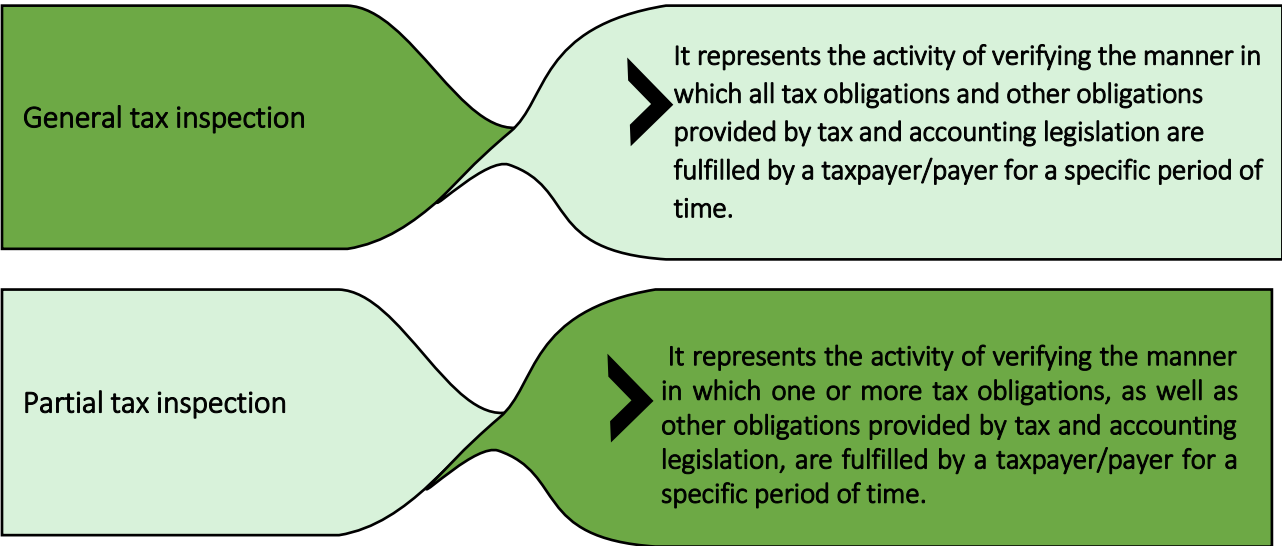 General tax inspection
It represents the activity of verifying the manner in
which all tax obligations and other obligations
provided by tax and accounting legislation are
fulfilled by a taxpayer/payer for a specific period of
time.
Partial tax inspection
It represents the activity of verifying the manner
in which one or more tax obligations, as well as
other obligations provided by tax and accounting
legislation, are fulfilled by a taxpayer/payer for a
specific period of time.